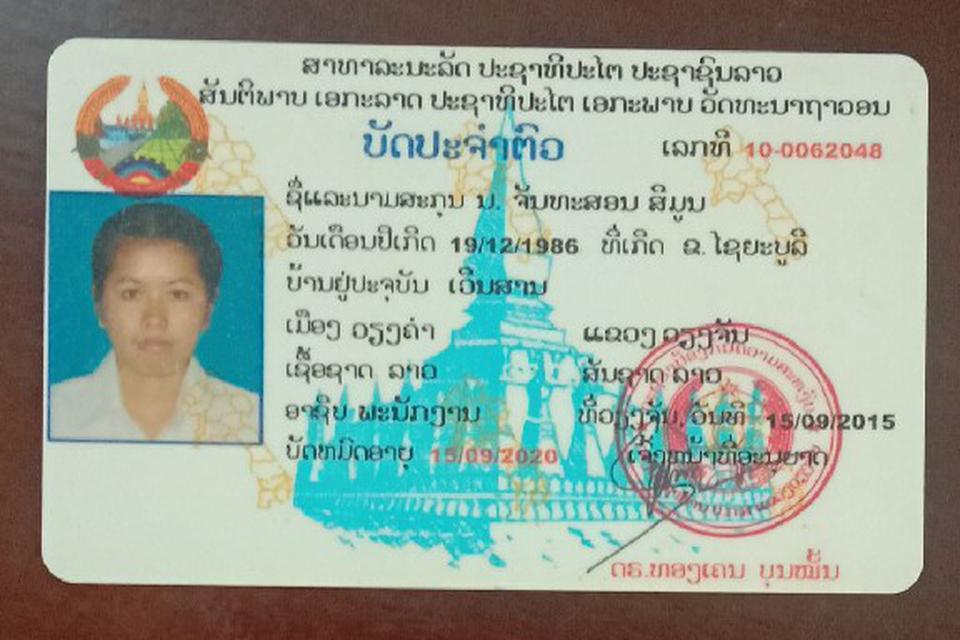 ສາທາລະນະລັດ ປະຊາທິປະໄຕ ປະຊາຊົນລາວ
ສັນຕິພາບ ເອກະລາດ ປະຊາທິປະໄຕ ເອກະພາບ ວັດທະນາຖາວອນ
ບັດປະຈຳຕົວ ເລກທີ 10-0062048
ຊື່ແລະນາມສະກຸນ ນ. ຈັນທະສອນ ສີມູນ
ວັນເດືອນປີເກີດ 19/12/1986 ທີ່ເກີດ ຂ. ໄຊຍະບູລີ
ບ້ານຢູ່ປະຈຸບັນ ເວີນສານ
ເມືອງ ວຽງຄຳ ແຂວງ ວຽງຈັນ
ເຊື້ອຊາດ ລາວ ສັນຊາດ ລາວ
ອາຊີບ ພະນັກງານ ທີ່ວຽງຈັນ, ວັນທີ 15/09/2015
ບັດຫມົດອາຍຸ 15/09/2020 ເຈົ້າຫນ້າທີ່ອະນຸຍາດ
ດຣ.ທອງເຄນ ບຸນໝັ້ນ